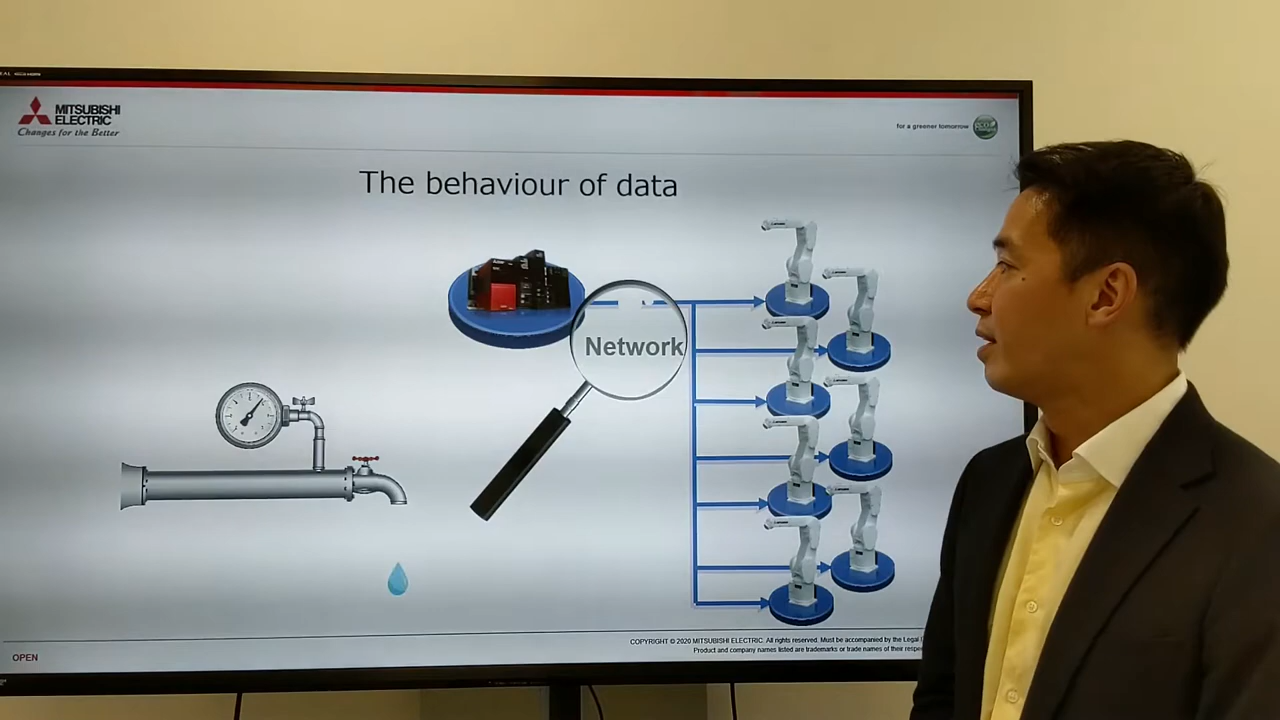 MITSUBISHI
ELECTRIC
Changes for the Better
for a greener tomorrow
eco
The behaviour of data
Network
COPYRIGHT © 2020 MITSUBISHI ELECTRIC. All rights reserved. Must be accompanied by the Legal
Product and company names listed are trademarks or trade names of their
OPEN